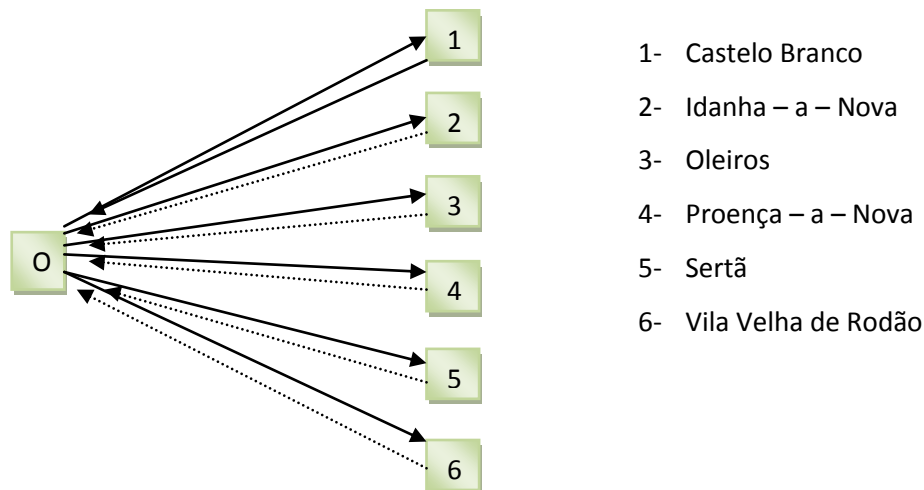 1
2
3
O
4
5
6
1- Castelo Branco
2- Idanha – a – Nova
3- Oleiros
4- Proença – a – Nova
5- Sertã
6- Vila Velha de Rodão